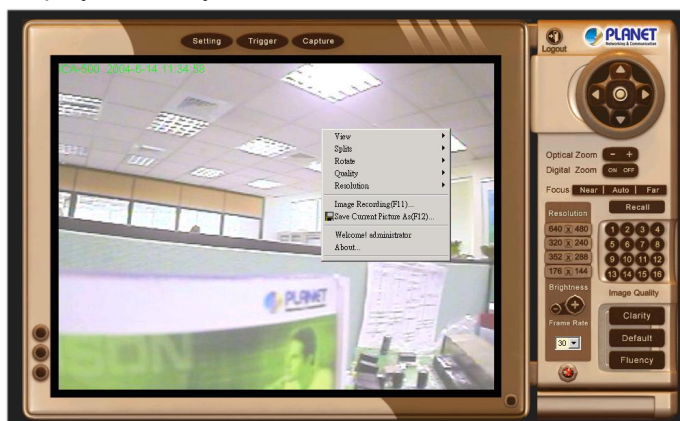 Setting Trigger Capture
Logout
PLANET
Networking & Communication
ICA-500 2004-6-14 11:34:58
View
Splits
Rotate
Quality
Resolution
Image Recording(F11)...
Save Current Picture As(F12)...
Welcome! administrator
About...
PLANET
Optical Zoom - +
Digital Zoom ON OFF
Focus Near Auto Far
Resolution
640 X 480
320 X 240
352 X 288
176 X 144
Brightness
Frame Rate
30
Recall
1 2 3 4
5 6 7 8
9 10 11 12
13 14 15 16
Image Quality
Clarity
Default
Fluency